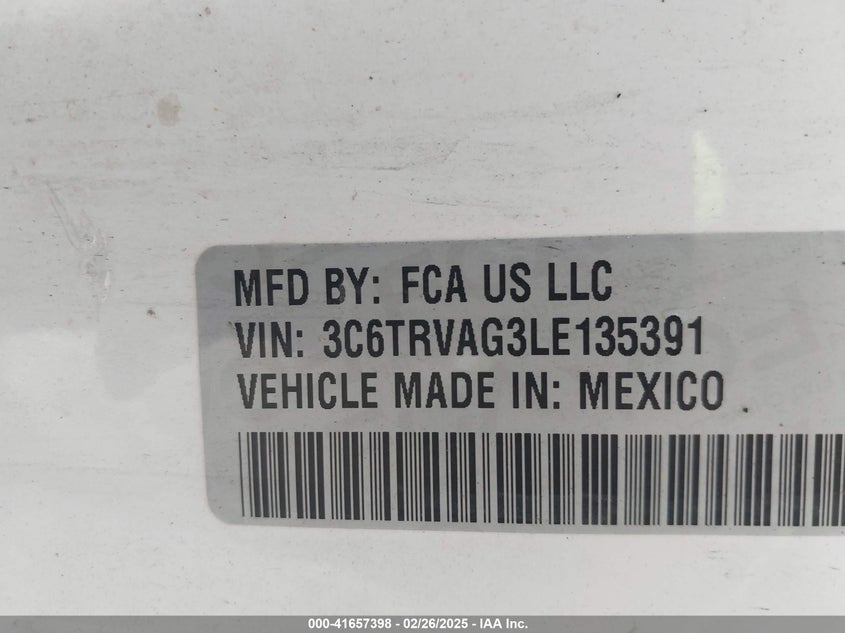 MFD BY: FCA US LLC
VIN: 3C6TRVAG3LE135391
VEHICLE MADE IN: MEXICO
000-41657398 - 02/26/2025 - IAA Inc.